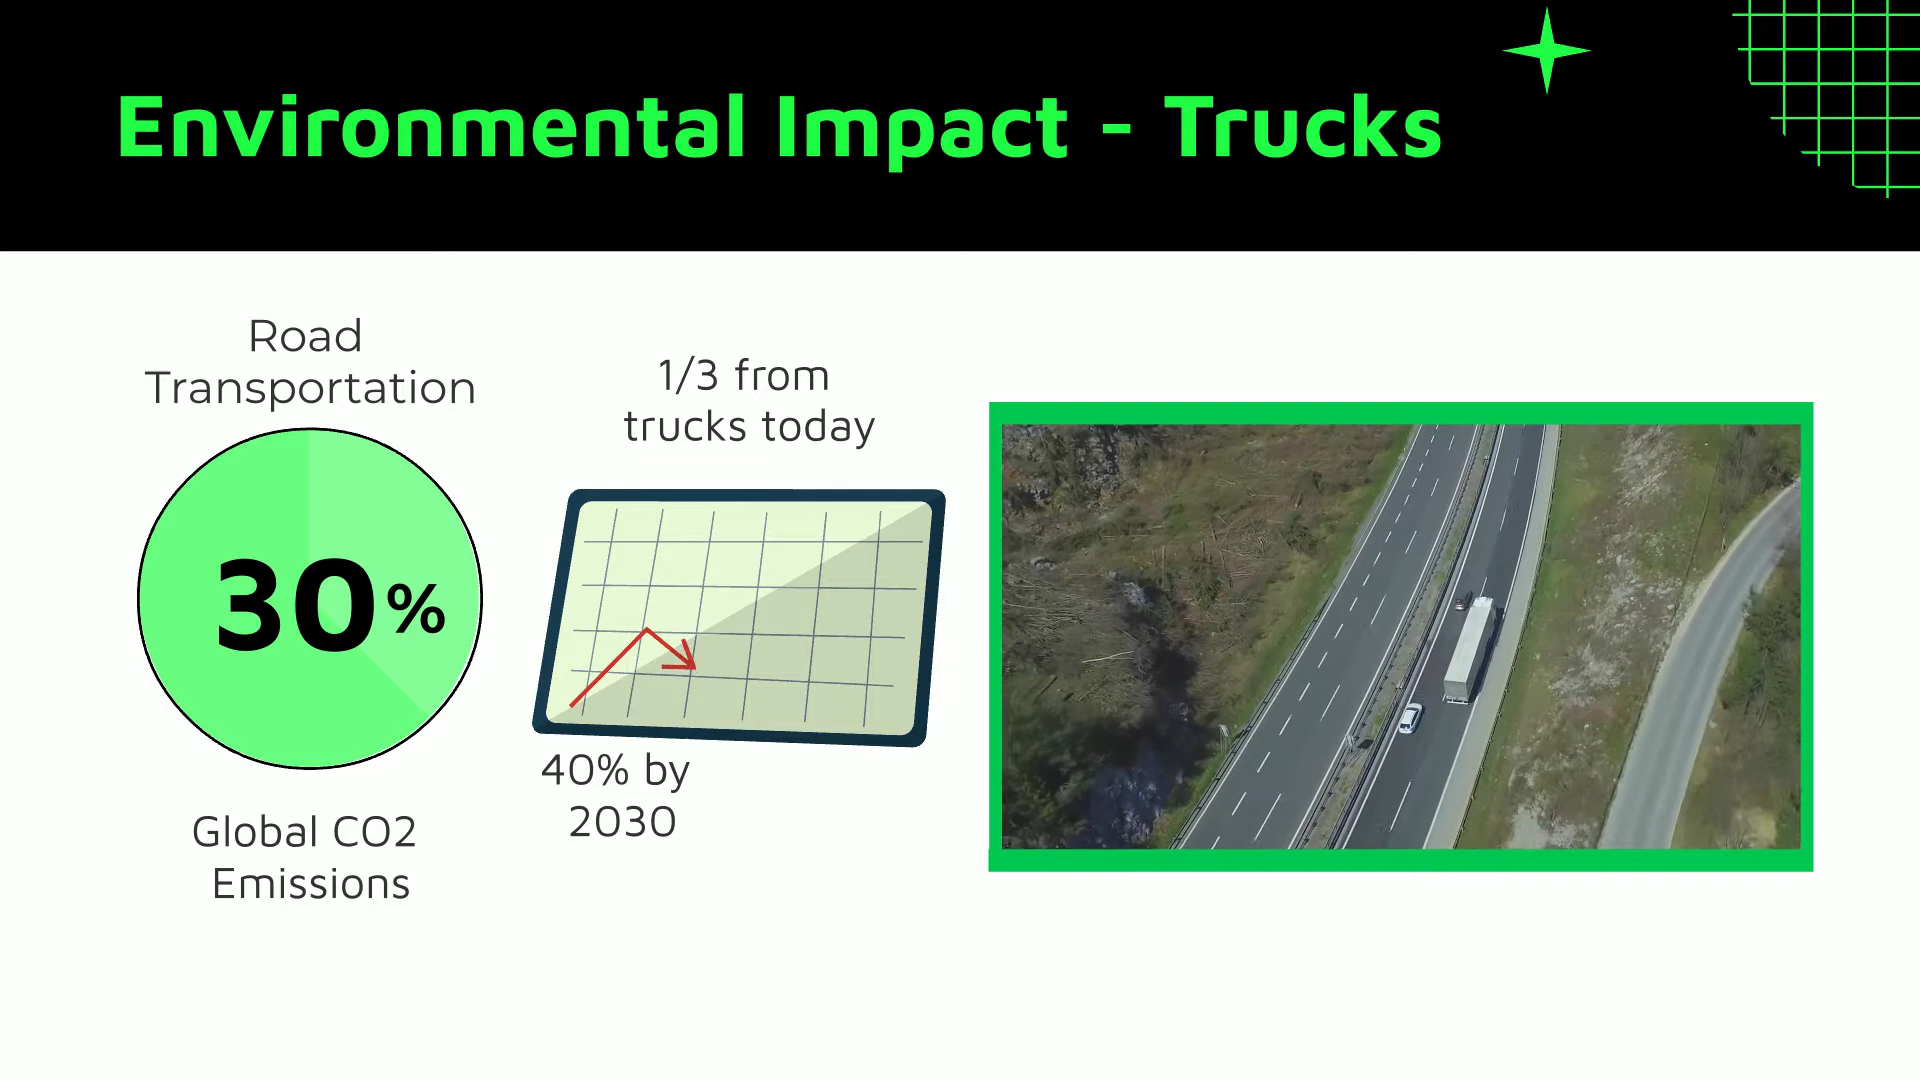 Environmental Impact - Trucks
Road
Transportation
30%
Global CO2
Emissions
1/3 from
trucks today
40% by
2030